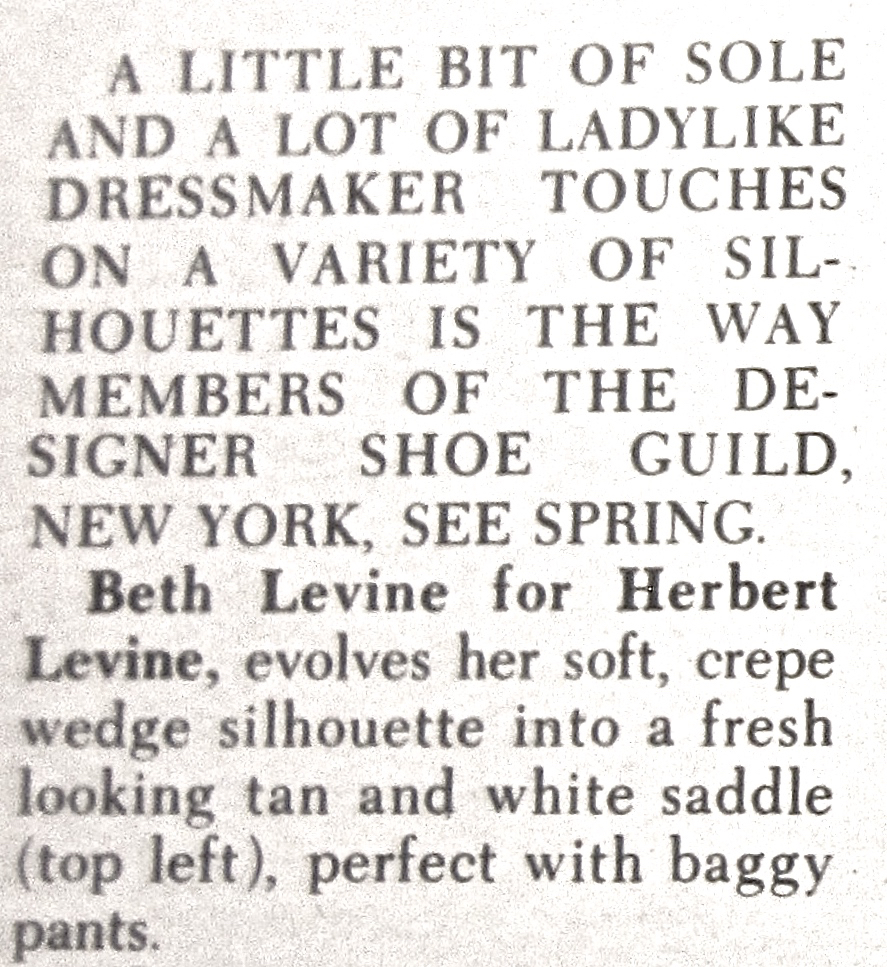 A LITTLE BIT OF SOLE
AND A LOT OF LADYLIKE
DRESSMAKER TOUCHES
ON A VARIETY OF SIL-
HOUETTES IS THE WAY
MEMBERS OF THE DE-
SIGNER SHOE GUILD,
NEW YORK, SEE SPRING.
Beth Levine for Herbert
Levine, evolves her soft, crepe
wedge silhouette into a fresh
looking tan and white saddle
(top left), perfect with baggy
pants.